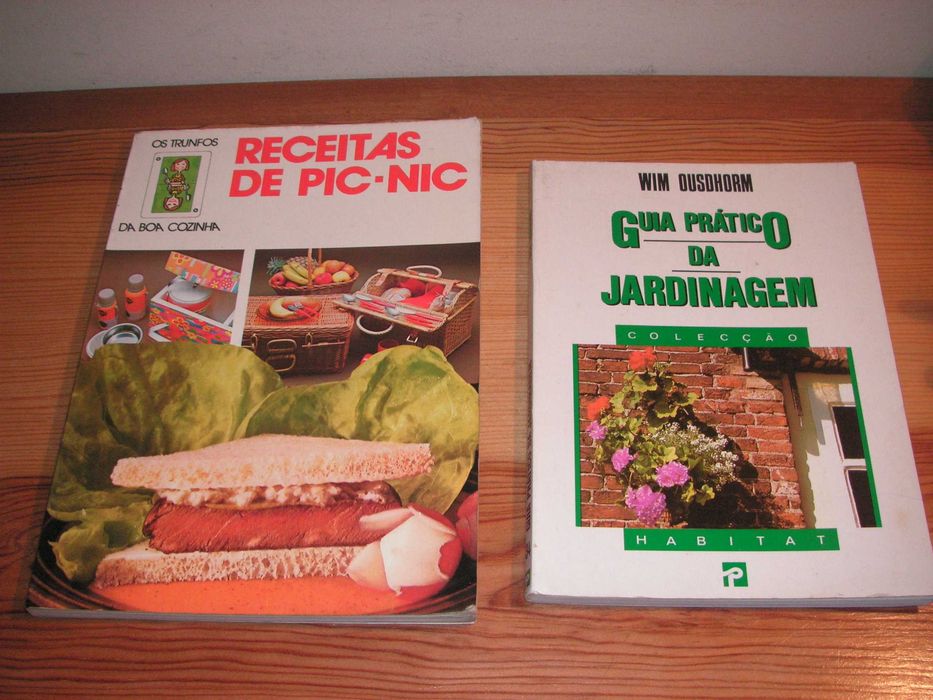 OS TRUNFOS
DA BOA COZINHA
RECEITAS
DE PIC-NIC
WIM OUSDHORM
GUIA PRÁTICO
DA
JARDINAGEM
COLECÇÃO
HABITAT
P